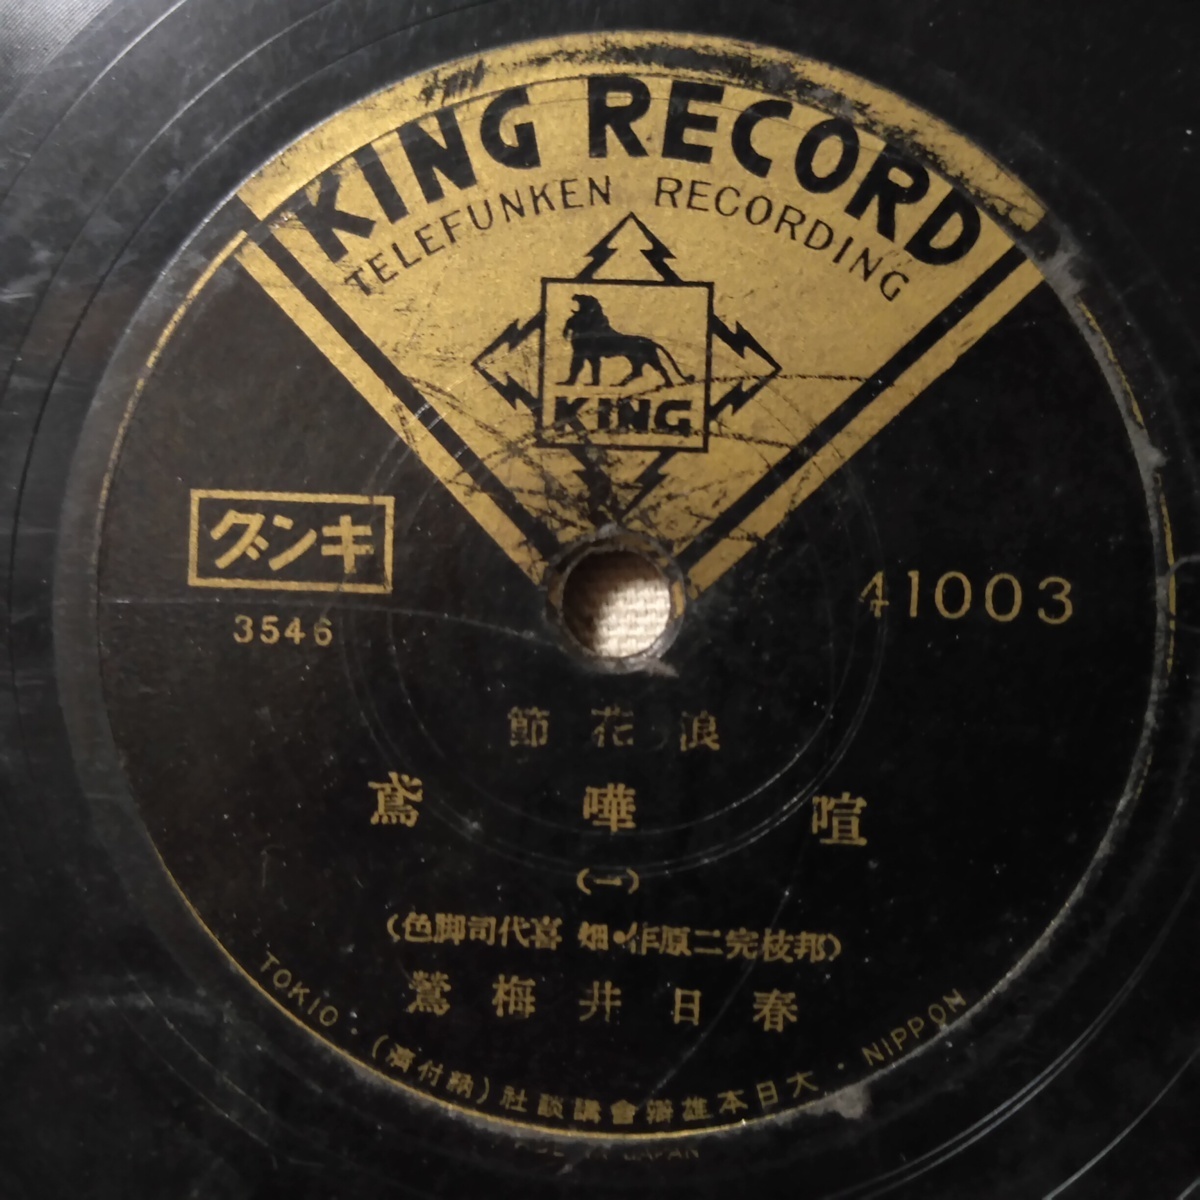 KING RECORD
TELEFUNKEN RECORDING
KING
キング
3546
41003
浪花節
喧嘩鳶
(一)
(邦枝完二原作・畑 喜代司脚色)
春日井梅鶯
NIPPON・大日本雄辯會講談社(納付濟)・TOKIO
JAPAN